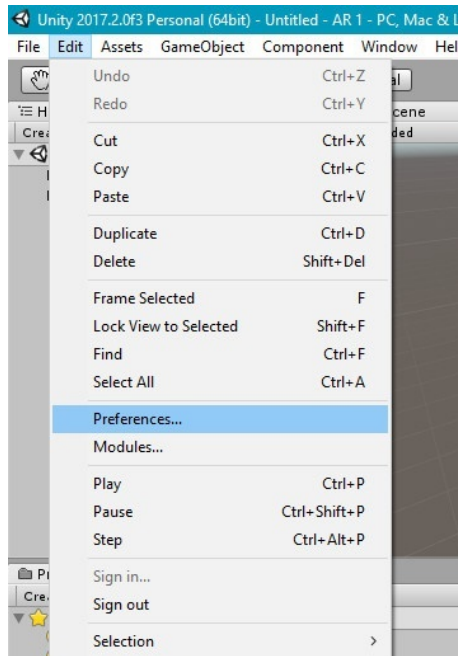 Unity 2017.2.0f3 Personal (64bit) - Untitled - AR 1 - PC, Mac &
File Edit Assets GameObject Component Window Hel
Undo Ctrl+Z
Redo Ctrl+Y
Cut Ctrl+X
Copy Ctrl+C
Paste Ctrl+V
Duplicate Ctrl+D
Delete Shift+Del
Frame Selected F
Lock View to Selected Shift+F
Find Ctrl+F
Select All Ctrl+A
Preferences...
Modules...
Play Ctrl+P
Pause Ctrl+Shift+P
Step Ctrl+Alt+P
Sign in...
Sign out
Selection >